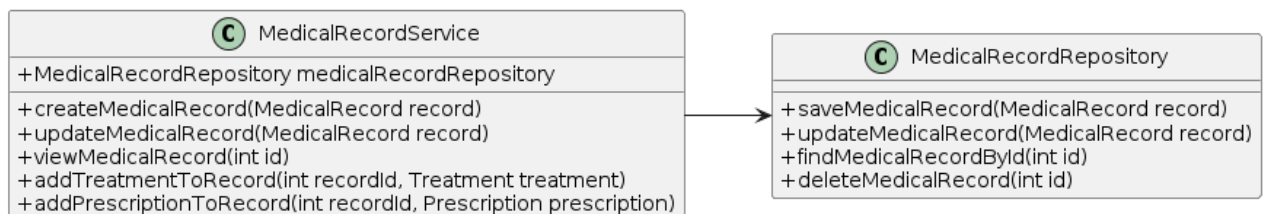 C MedicalRecordService
+MedicalRecordRepository medicalRecordRepository
+createMedicalRecord(MedicalRecord record)
+updateMedicalRecord(MedicalRecord record)
+viewMedicalRecord(int id)
+addTreatmentToRecord(int recordId, Treatment treatment)
+addPrescriptionToRecord(int recordId, Prescription prescription)
C MedicalRecordRepository
+saveMedicalRecord(MedicalRecord record)
+updateMedicalRecord(MedicalRecord record)
+findMedicalRecordById(int id)
+deleteMedicalRecord(int id)